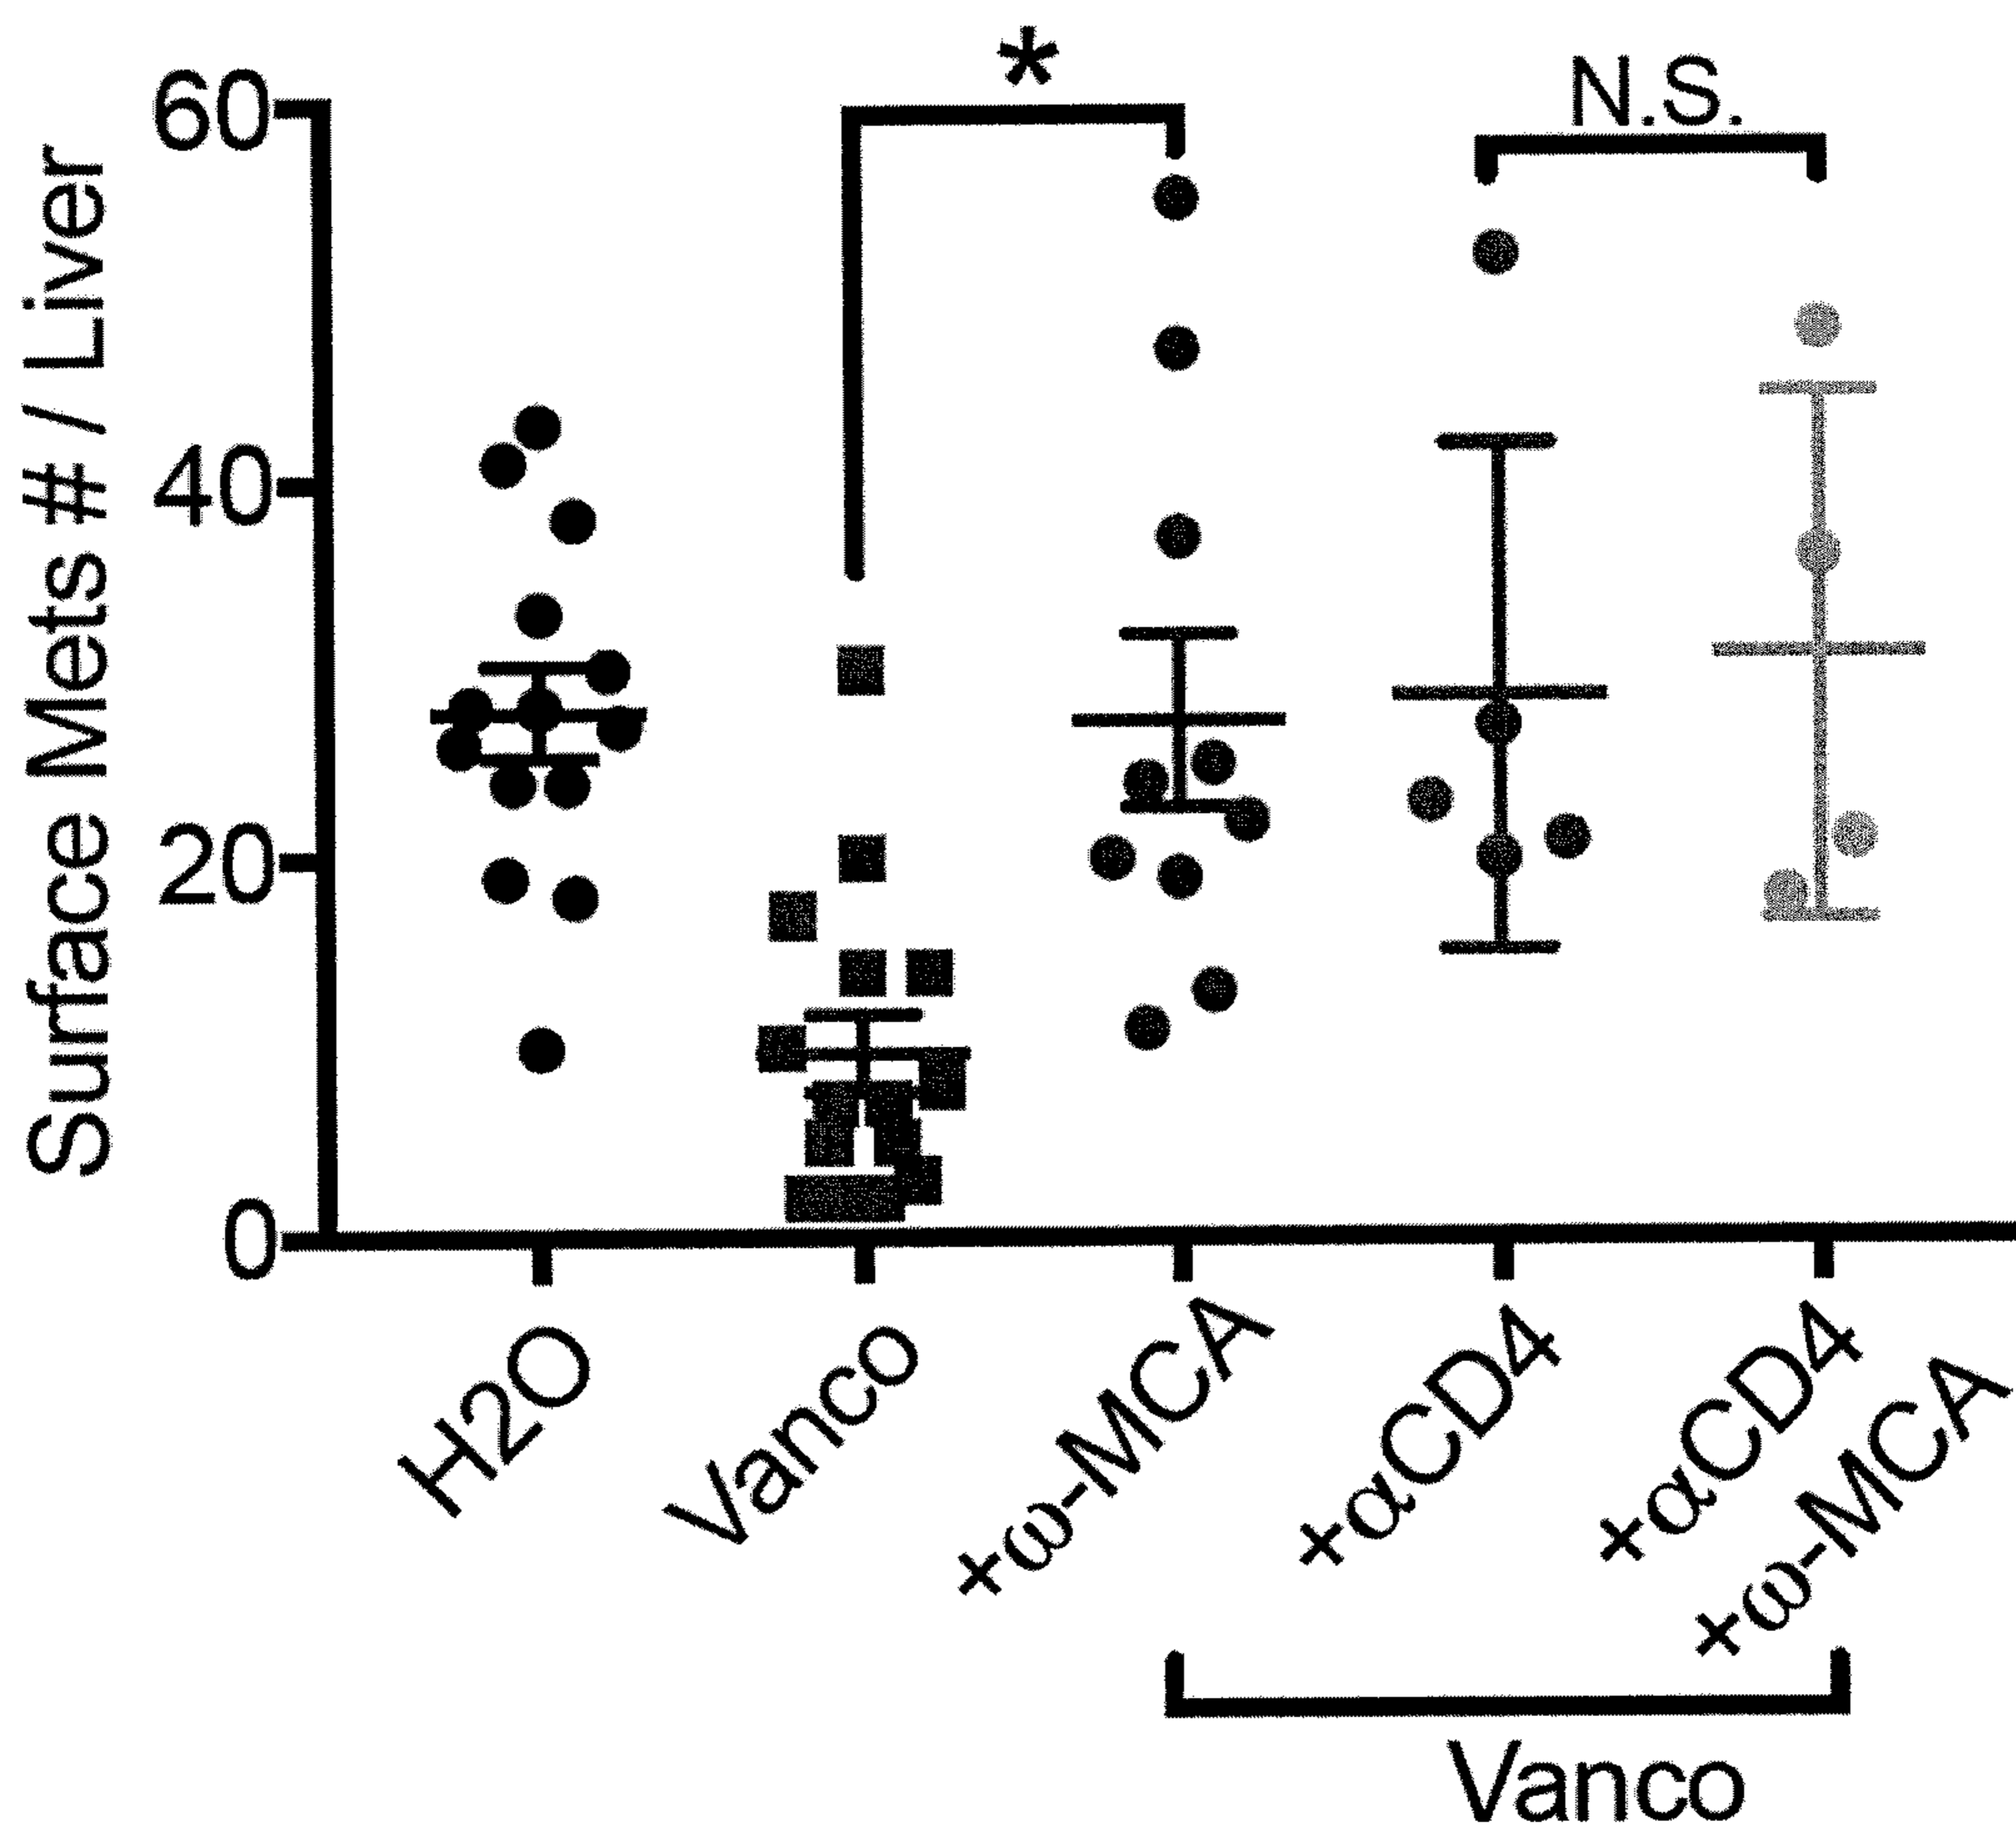 *
N.S.
Surface Mets # / Liver
60
40
20
0
H2O
Vanco
+ω-MCA
+αCD4
+αCD4
+ω-MCA
Vanco